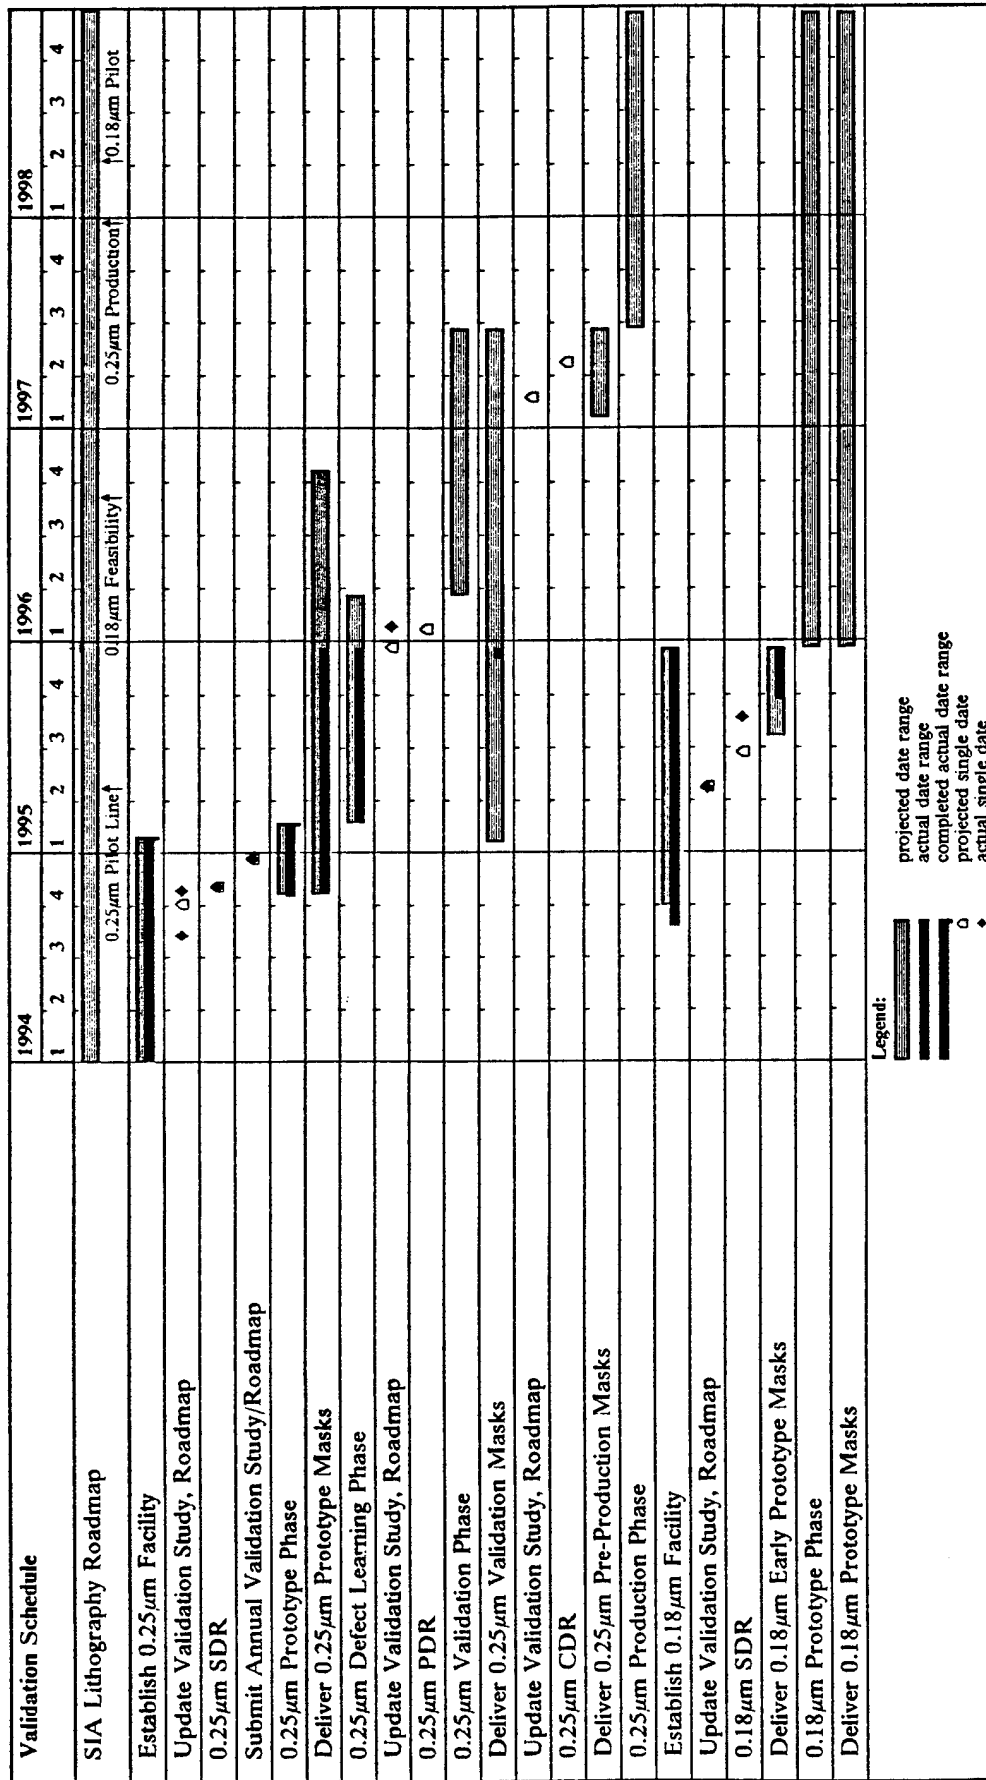 Validation Schedule
1994 1995 1996 1997 1998
1 2 3 4 1 2 3 4 1 2 3 4 1 2 3 4 1 2 3 4
SIA Lithography Roadmap
0.25μm Pilot Line↑ 0.18μm Feasibility↑ 0.25μm Production↑ ↑0.18μm Pilot
Establish 0.25μm Facility
Update Validation Study, Roadmap
0.25μm SDR
Submit Annual Validation Study/Roadmap
0.25μm Prototype Phase
Deliver 0.25μm Prototype Masks
0.25μm Defect Learning Phase
Update Validation Study, Roadmap
0.25μm PDR
0.25μm Validation Phase
Deliver 0.25μm Validation Masks
Update Validation Study, Roadmap
0.25μm CDR
Deliver 0.25μm Pre-Production Masks
0.25μm Production Phase
Establish 0.18μm Facility
Update Validation Study, Roadmap
0.18μm SDR
Deliver 0.18μm Early Prototype Masks
0.18μm Prototype Phase
Deliver 0.18μm Prototype Masks
Legend:
projected date range
actual date range
completed actual date range
projected single date
actual single date